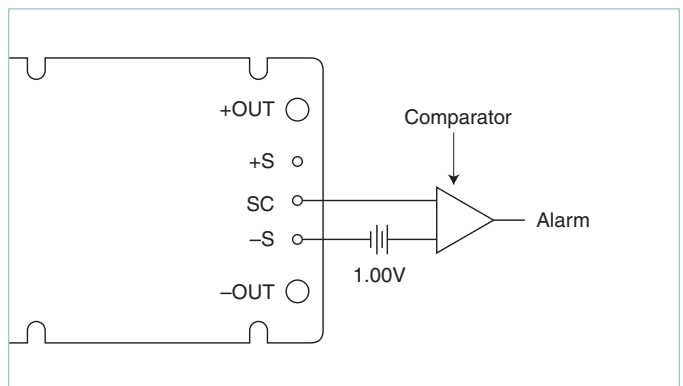 +OUT
Comparator
+S
SC
Alarm
–S
1.00V
–OUT